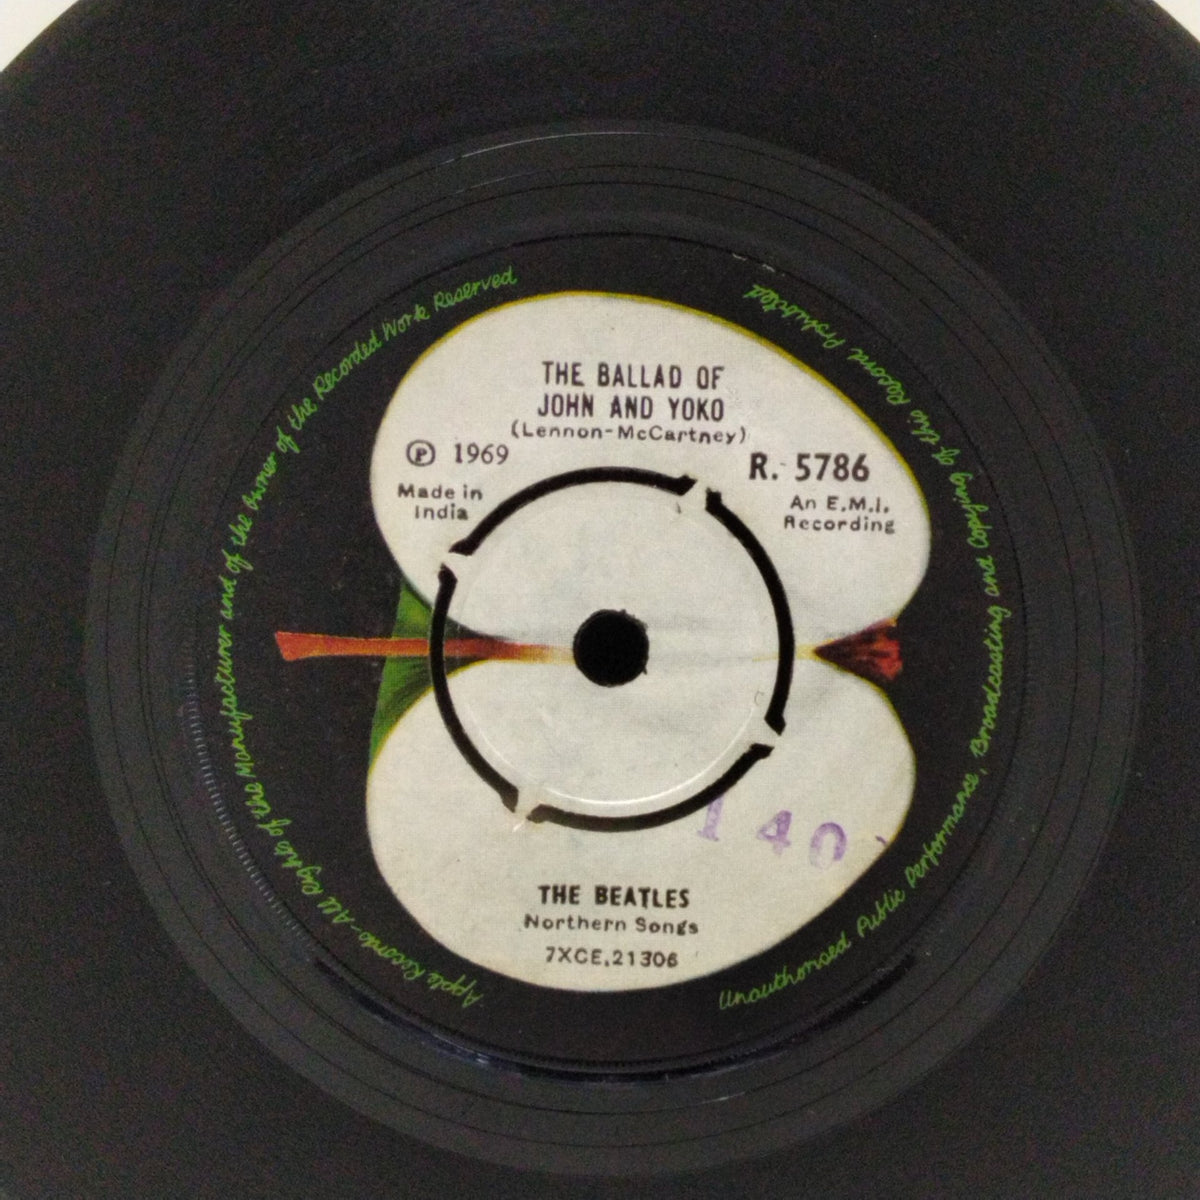 THE BALLAD OF
JOHN AND YOKO
(Lennon-McCartney)
℗ 1969
Made in
India
R. 5786
An E.M.I.
Recording
140
THE BEATLES
Northern Songs
7XCE.21306
Apple Records-All Rights of the Manufacturer and of the Owner of the Recorded Work Reserved
Unauthorised Public Performance, Broadcasting and Copying of this Record Prohibited